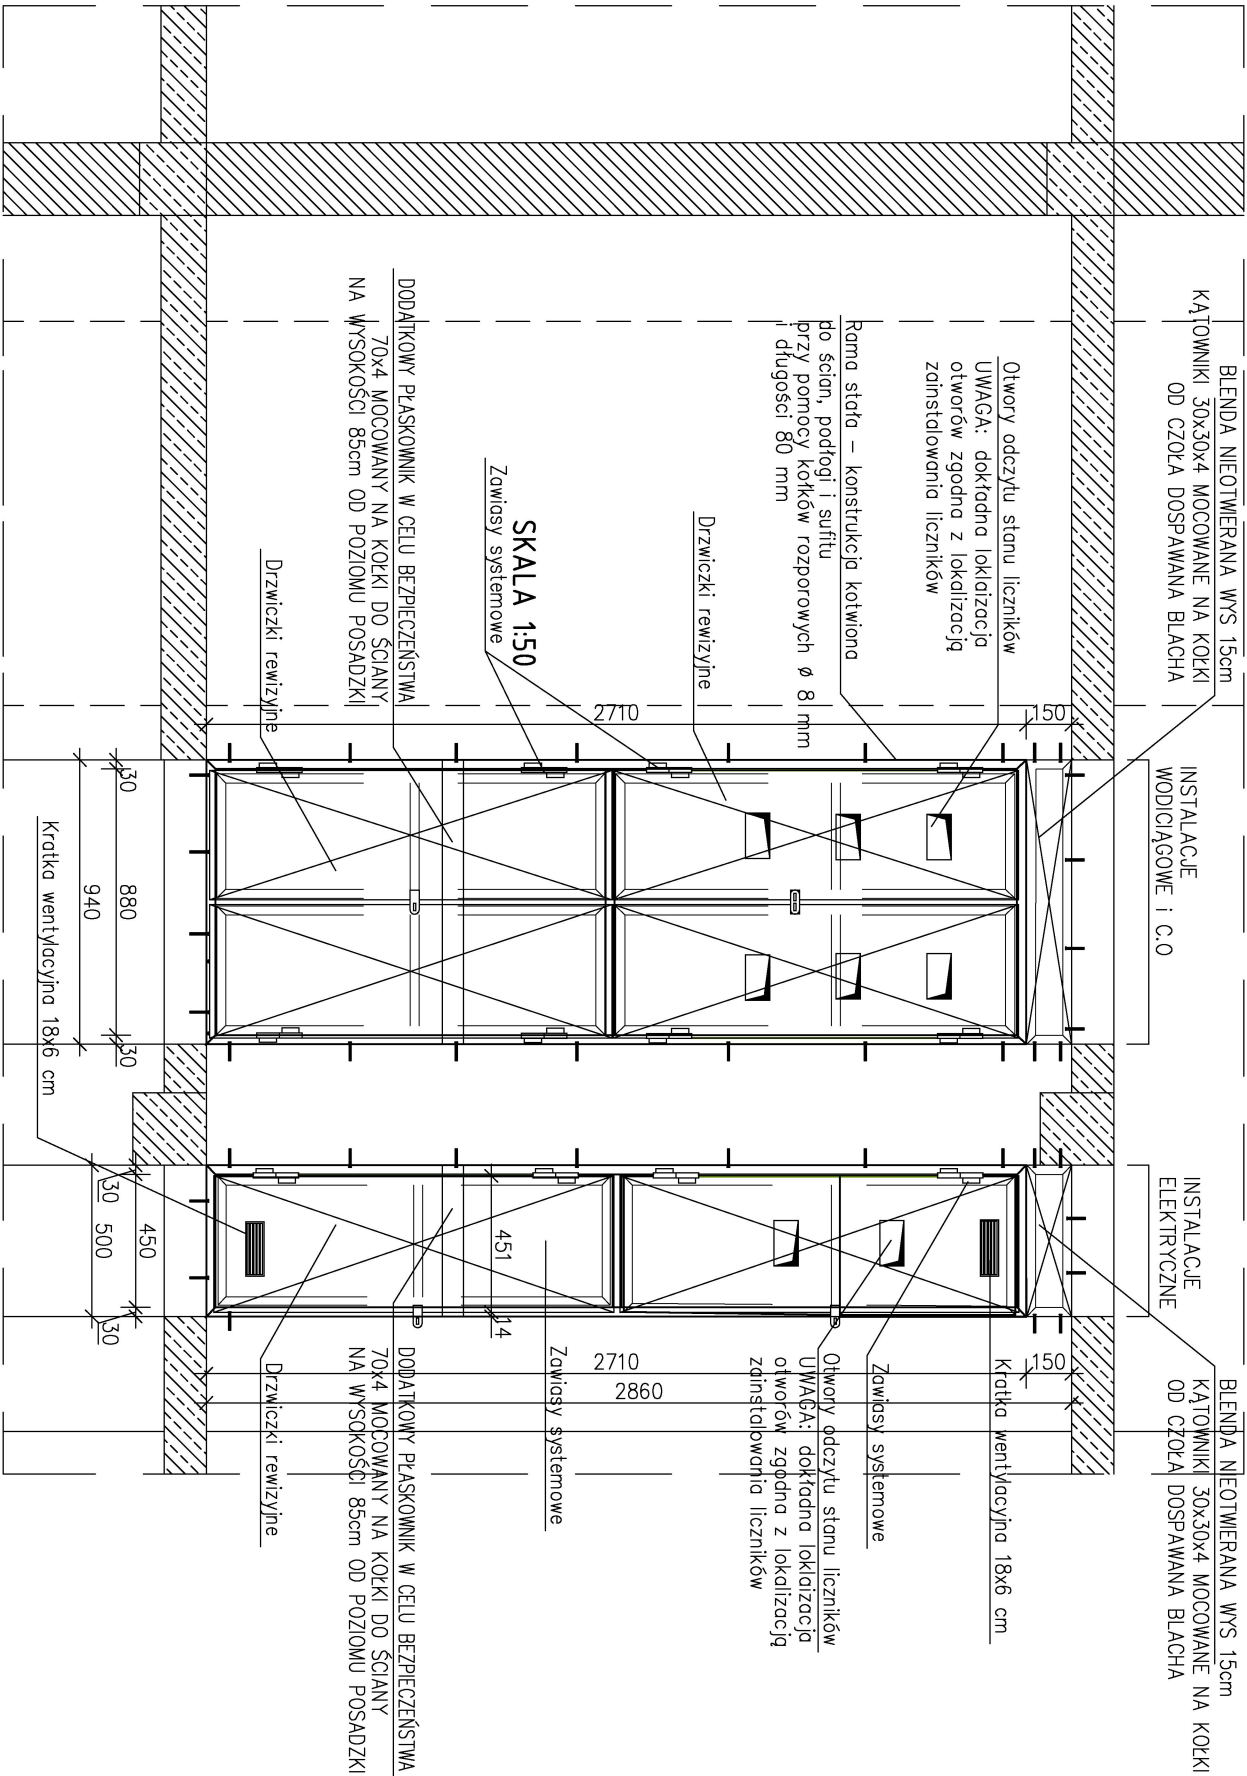 BLENDA NIEOTWIERANA WYS 15cm
KĄTOWNIKI 30x30x4 MOCOWANE NA KOŁKI
OD CZOŁA DOSPAWANA BLACHA
INSTALACJE
WODICIĄGOWE i C.O
INSTALACJE
ELEKTRYCZNE
BLENDA NIEOTWIERANA WYS 15cm
KĄTOWNIKI 30x30x4 MOCOWANE NA KOŁKI
OD CZOŁA DOSPAWANA BLACHA
Otwory odczytu stanu liczników
UWAGA: dokładna loklaizacja
otworów zgodna z lokalizacją
zainstalowania liczników
Rama stała – konstrukcja kotwiona
do ścian, podłogi i sufitu
przy pomocy kołków rozporowych ø 8 mm
i długości 80 mm
Drzwiczki rewizyjne
SKALA 1:50
Zawiasy systemowe
DODATKOWY PŁASKOWNIK W CELU BEZPIECZEŃSTWA
70x4 MOCOWANY NA KOŁKI DO ŚCIANY
NA WYSOKOŚCI 85cm OD POZIOMU POSADZKI
Drzwiczki rewizyjne
150
2710
30
880
30
940
Kratka wentylacyjna 18x6 cm
451
14
30
450
500
30
150
2710
2860
Kratka wentylacyjna 18x6 cm
Zawiasy systemowe
Otwory odczytu stanu liczników
UWAGA: dokładna loklaizacja
otworów zgodna z lokalizacją
zainstalowania liczników
Zawiasy systemowe
DODATKOWY PŁASKOWNIK W CELU BEZPIECZEŃSTWA
70x4 MOCOWANY NA KOŁKI DO ŚCIANY
NA WYSOKOŚCI 85cm OD POZIOMU POSADZKI
Drzwiczki rewizyjne